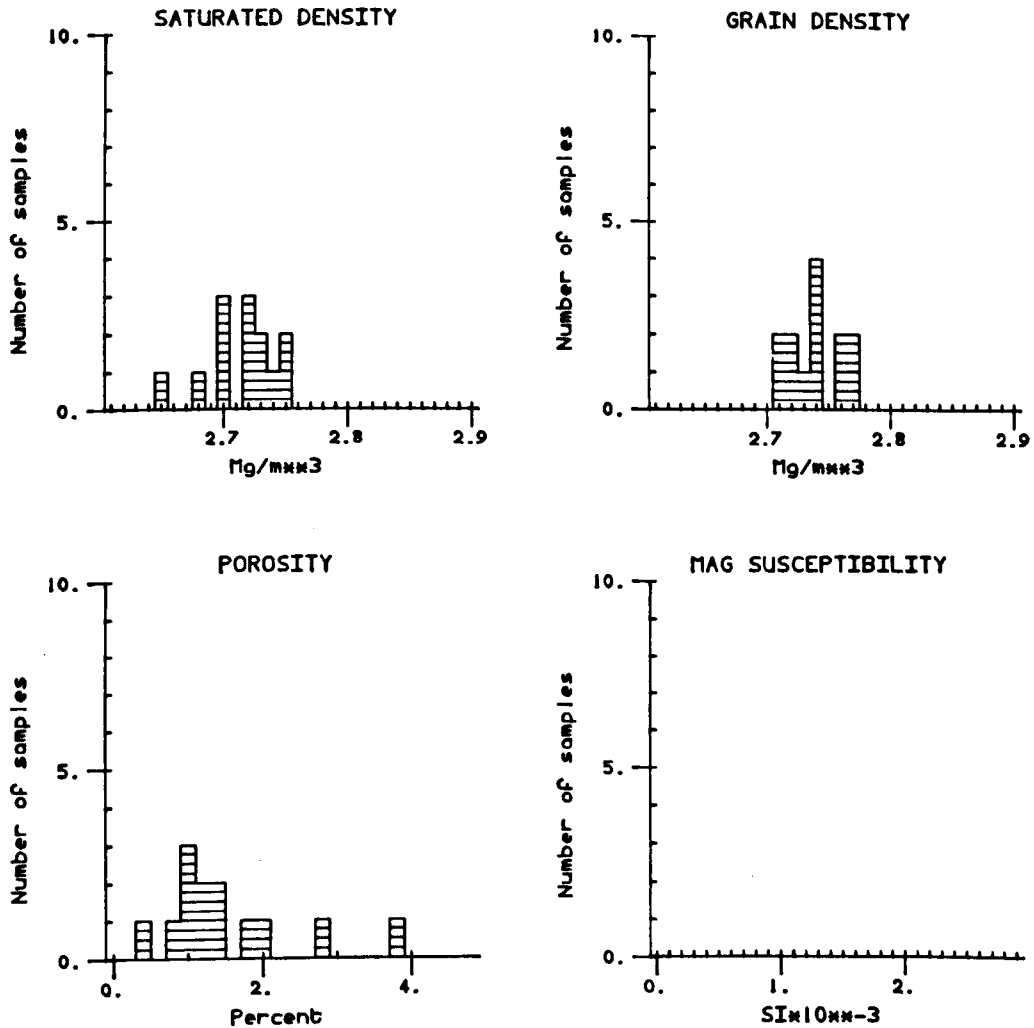 SATURATED DENSITY
10.
5.
0.
Number of samples
2.7 2.8 2.9
Mg/m**3
GRAIN DENSITY
10.
5.
0.
Number of samples
2.7 2.8 2.9
Mg/m**3
POROSITY
10.
5.
0.
Number of samples
0. 2. 4.
Percent
MAG SUSCEPTIBILITY
10.
5.
0.
Number of samples
0. 1. 2.
SI*10**-3